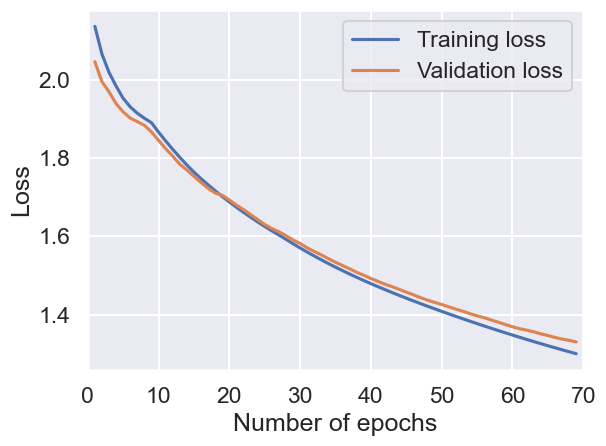 Training loss
Validation loss
2.0
1.8
1.6
1.4
Loss
0 10 20 30 40 50 60 70
Number of epochs